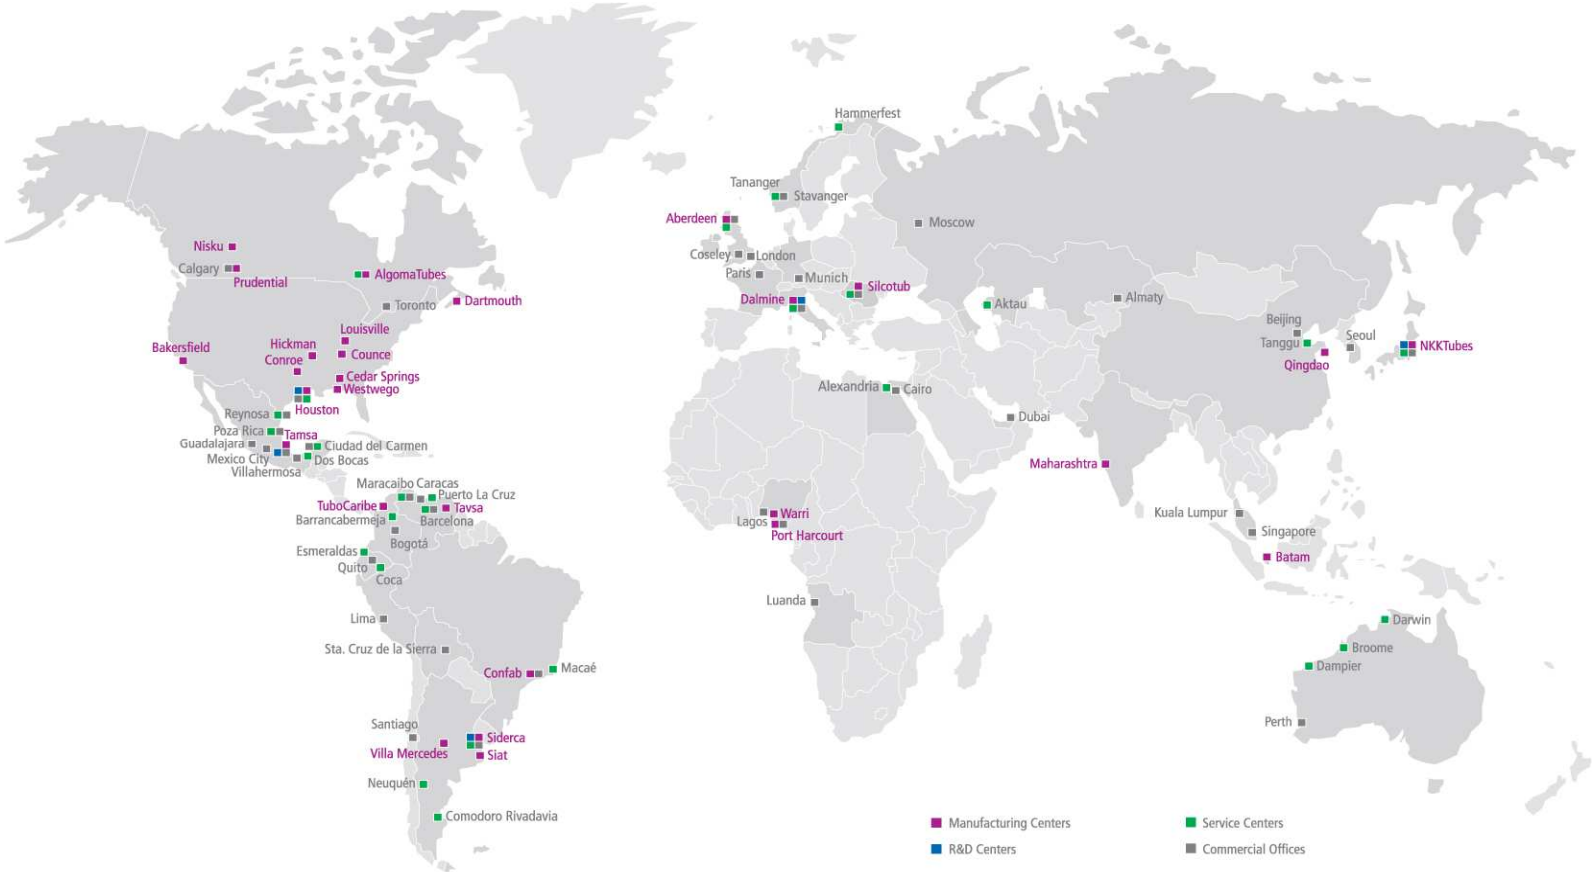 Hammerfest
Tananger
Stavanger
Aberdeen
Moscow
Nisku
Coseley
London
Calgary
Prudential
AlgomaTubes
Paris
Munich
Silcotub
Dartmouth
Toronto
Dalmine
Aktau
Almaty
Louisville
Beijing
Hickman
Seoul
Bakersfield
Conroe
Counce
Tanggu
NKKTubes
Qingdao
Cedar Springs
Westwego
Alexandria
Cairo
Houston
Reynosa
Dubai
Poza Rica
Tamsa
Guadalajara
Ciudad del Carmen
Mexico City
Dos Bocas
Maharashtra
Villahermosa
Maracaibo
Caracas
Puerto La Cruz
TuboCaribe
Tavsa
Barrancabermeja
Barcelona
Warri
Kuala Lumpur
Lagos
Port Harcourt
Singapore
Bogotá
Esmeraldas
Batam
Quito
Coca
Luanda
Lima
Darwin
Sta. Cruz de la Sierra
Broome
Confab
Macaé
Dampier
Santiago
Perth
Siderca
Villa Mercedes
Siat
Neuquén
Comodoro Rivadavia
Manufacturing Centers
Service Centers
R&D Centers
Commercial Offices